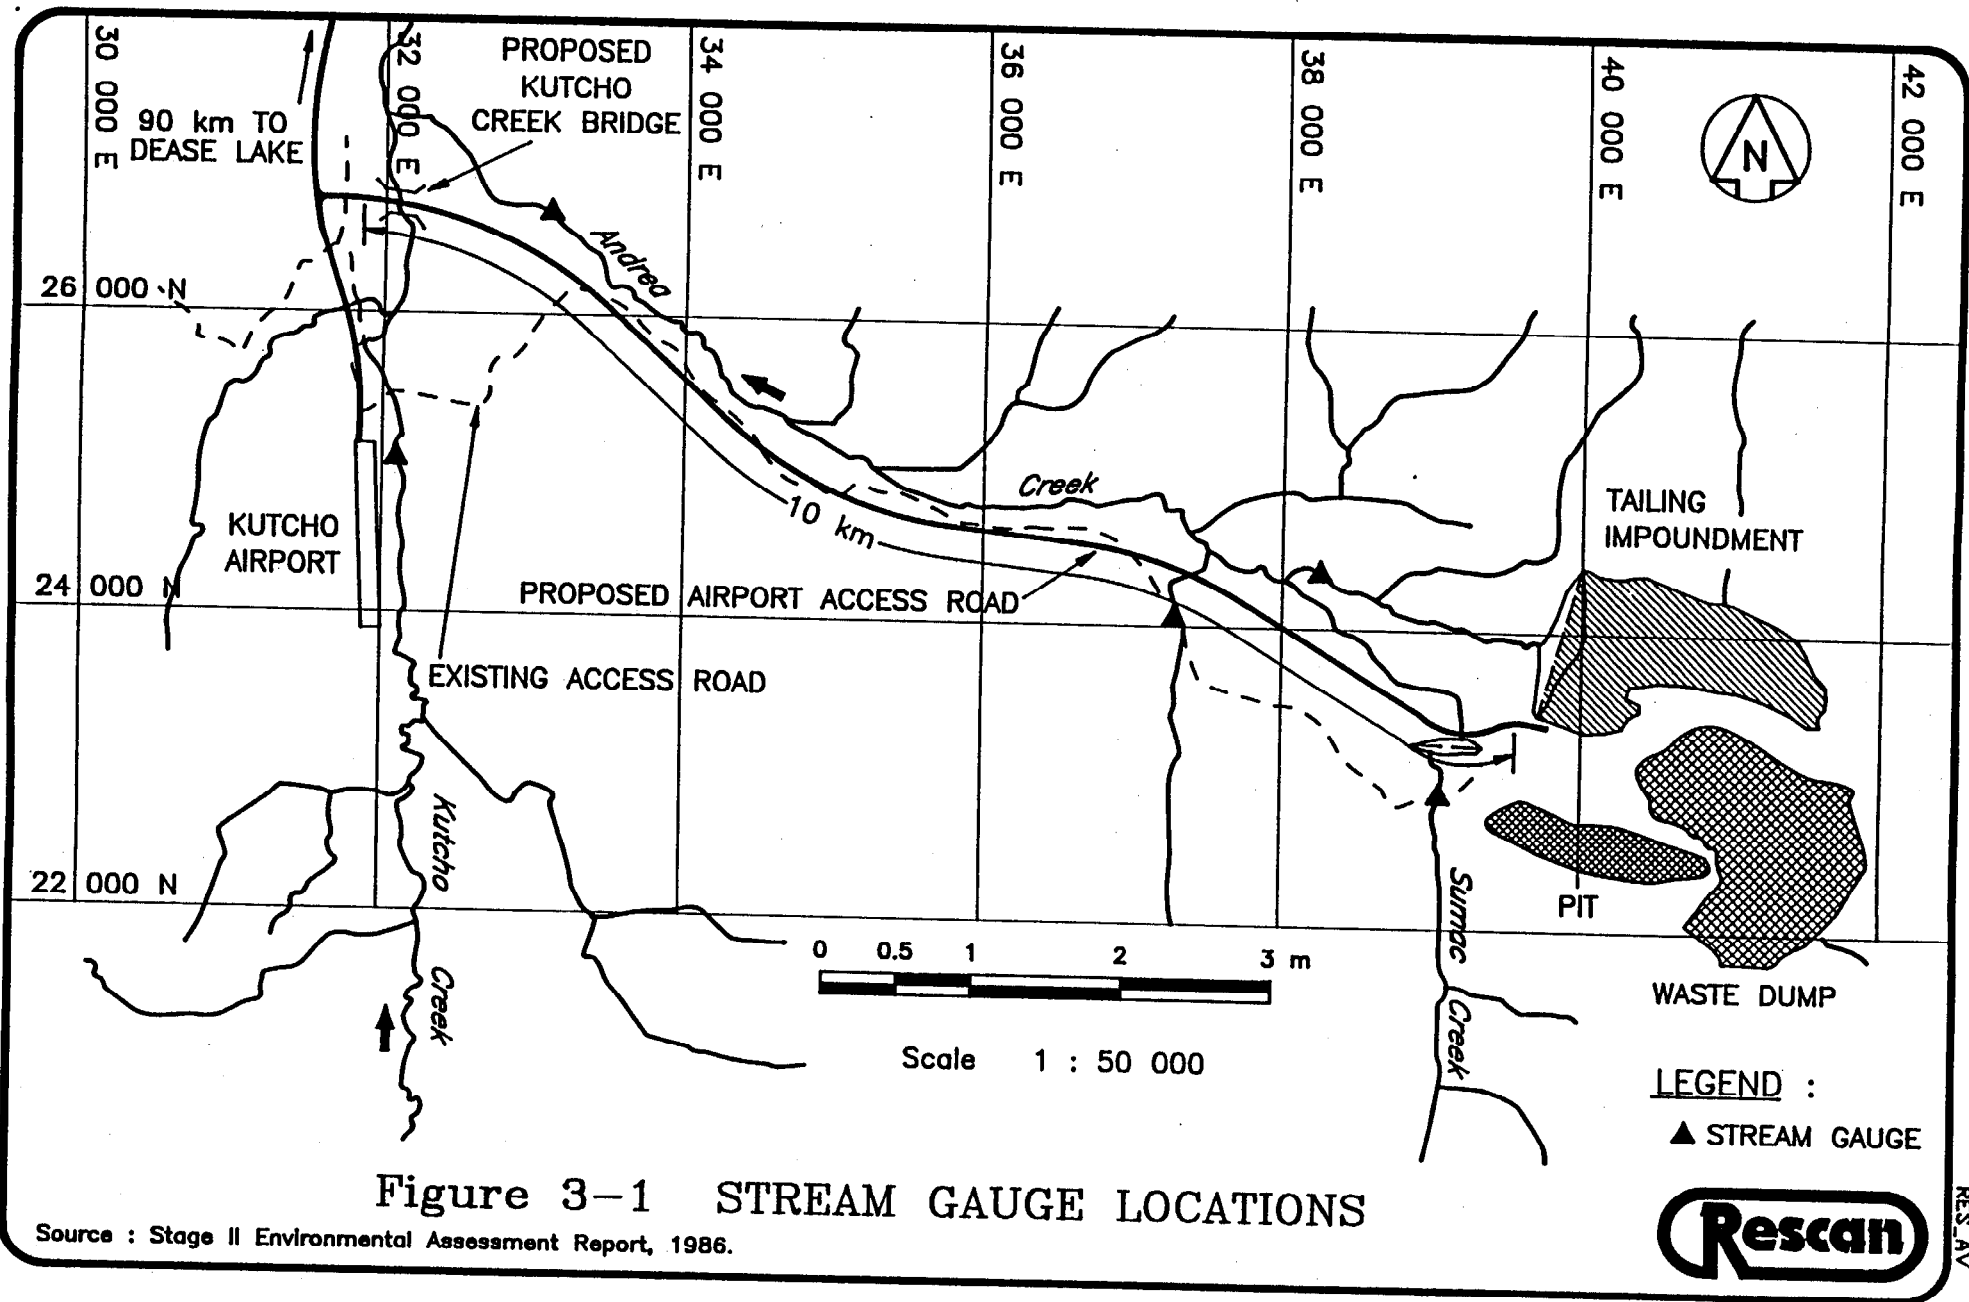 30 000 E
32 000 E
34 000 E
36 000 E
38 000 E
40 000 E
42 000 E
PROPOSED
KUTCHO
CREEK BRIDGE
90 km TO
DEASE LAKE
N
Andrea
26 000 N
Creek
10 km
TAILING
IMPOUNDMENT
KUTCHO
AIRPORT
24 000 N
PROPOSED AIRPORT ACCESS ROAD
EXISTING ACCESS ROAD
Kutcho
Creek
22 000 N
Sumac
Creek
PIT
WASTE DUMP
0 0.5 1 2 3 m
Scale 1 : 50 000
LEGEND :
STREAM GAUGE
Figure 3-1 STREAM GAUGE LOCATIONS
Source : Stage II Environmental Assessment Report, 1986.
Rescan
RES_AV